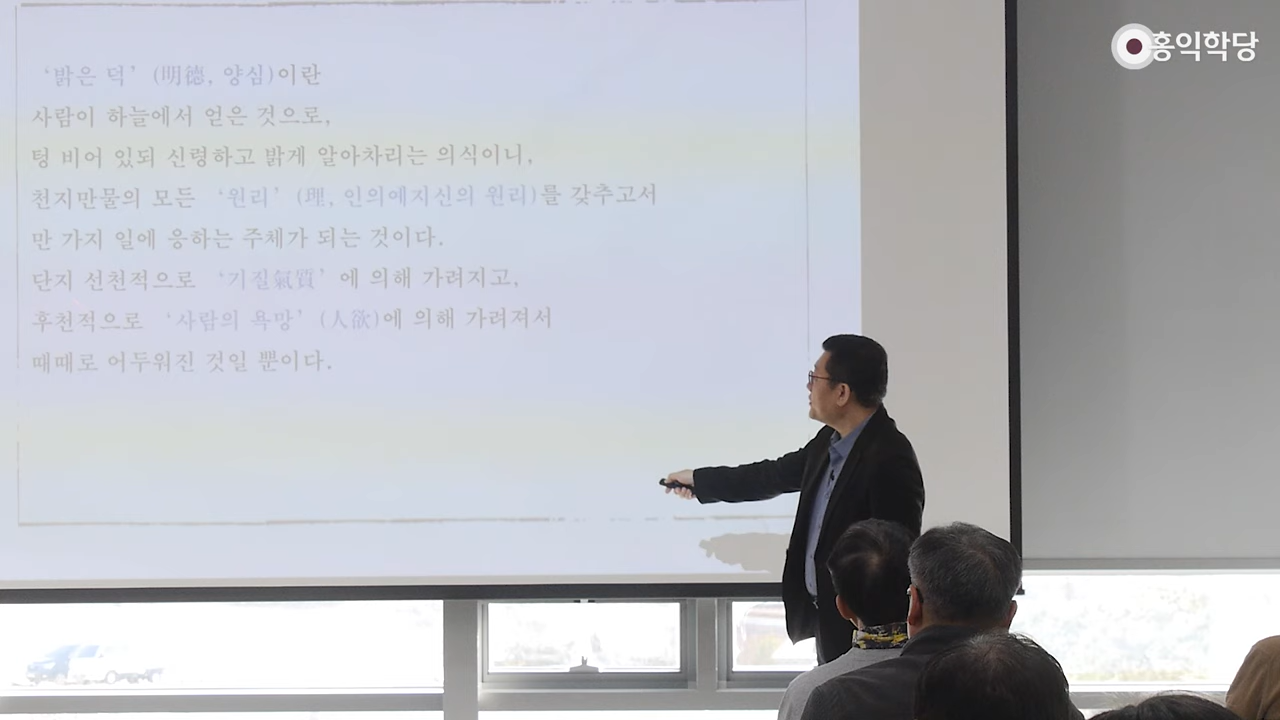 ‘밝은 덕’(明德, 양심)이란
사람이 하늘에서 얻은 것으로,
텅 비어 있되 신령하고 밝게 알아차리는 의식이니,
천지만물의 모든 ‘원리’(理, 인의예지신의 원리)를 갖추고서
만 가지 일에 응하는 주체가 되는 것이다.
단지 선천적으로 ‘기질氣質’에 의해 가려지고,
후천적으로 ‘사람의 욕망’(人欲)에 의해 가려져서
때때로 어두워진 것일 뿐이다.
홍익학당